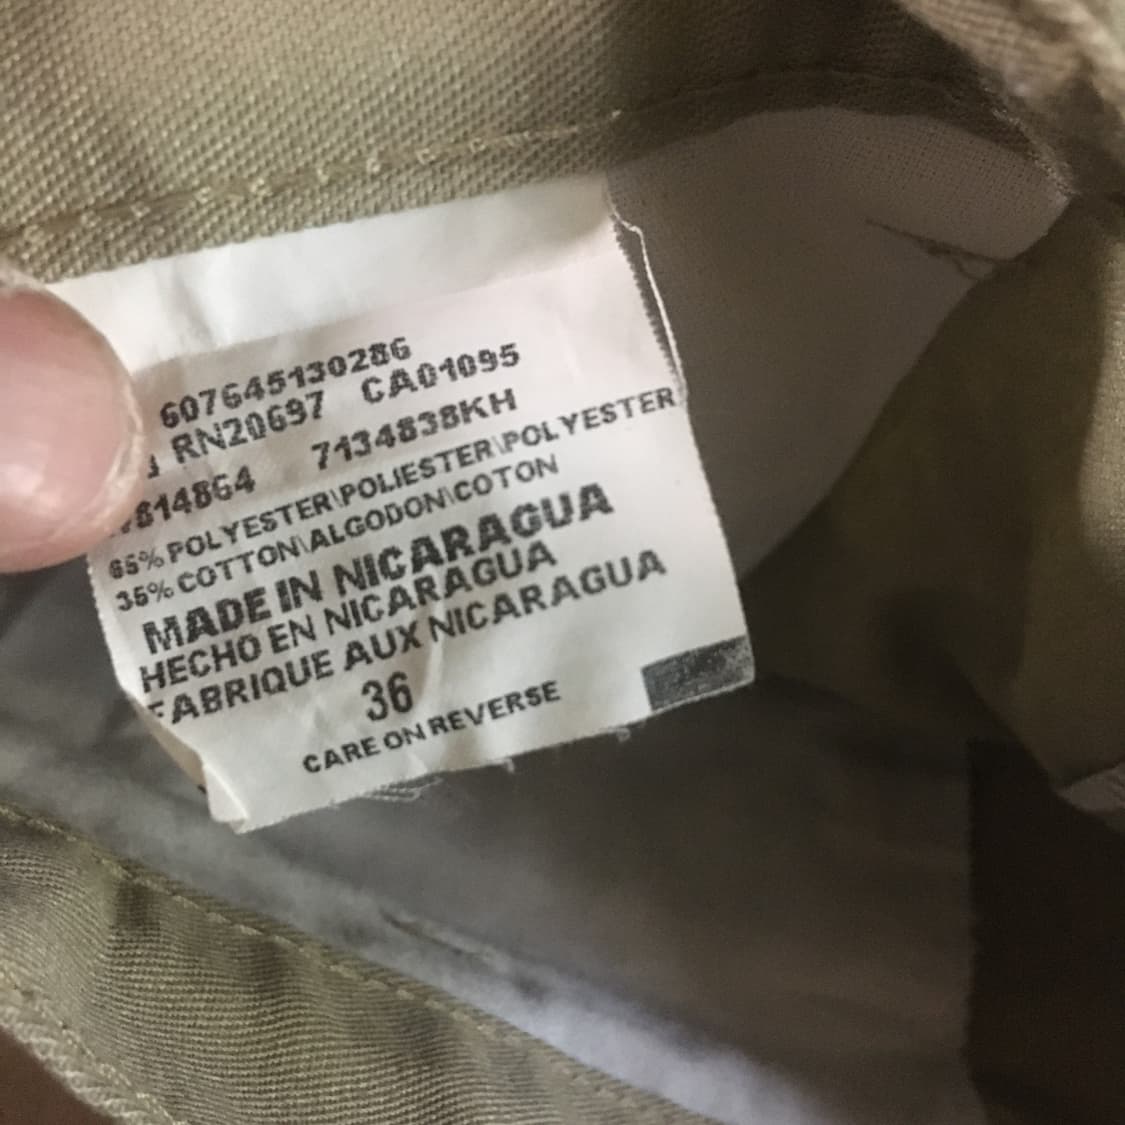 607645130286
RN20697 CA01095
814864 7134838KH
65% POLYESTER\POLIESTER\POLYESTER
35% COTTON\ALGODON\COTON
MADE IN NICARAGUA
HECHO EN NICARAGUA
FABRIQUE AUX NICARAGUA
36
CARE ON REVERSE